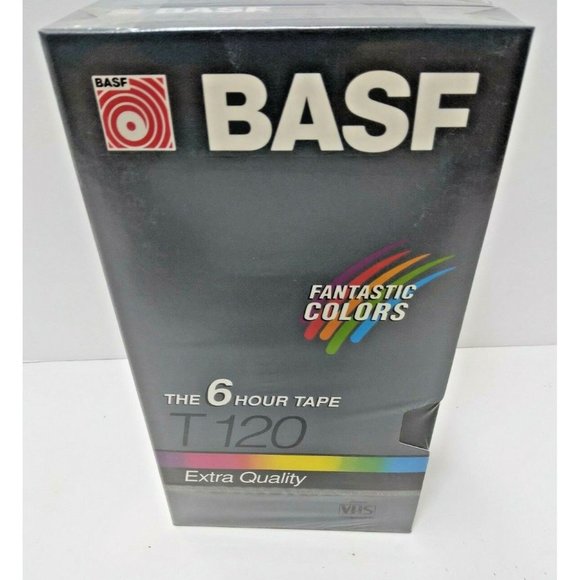 BASF
BASF
FANTASTIC
COLORS
THE 6 HOUR TAPE
T 120
Extra Quality
VHS